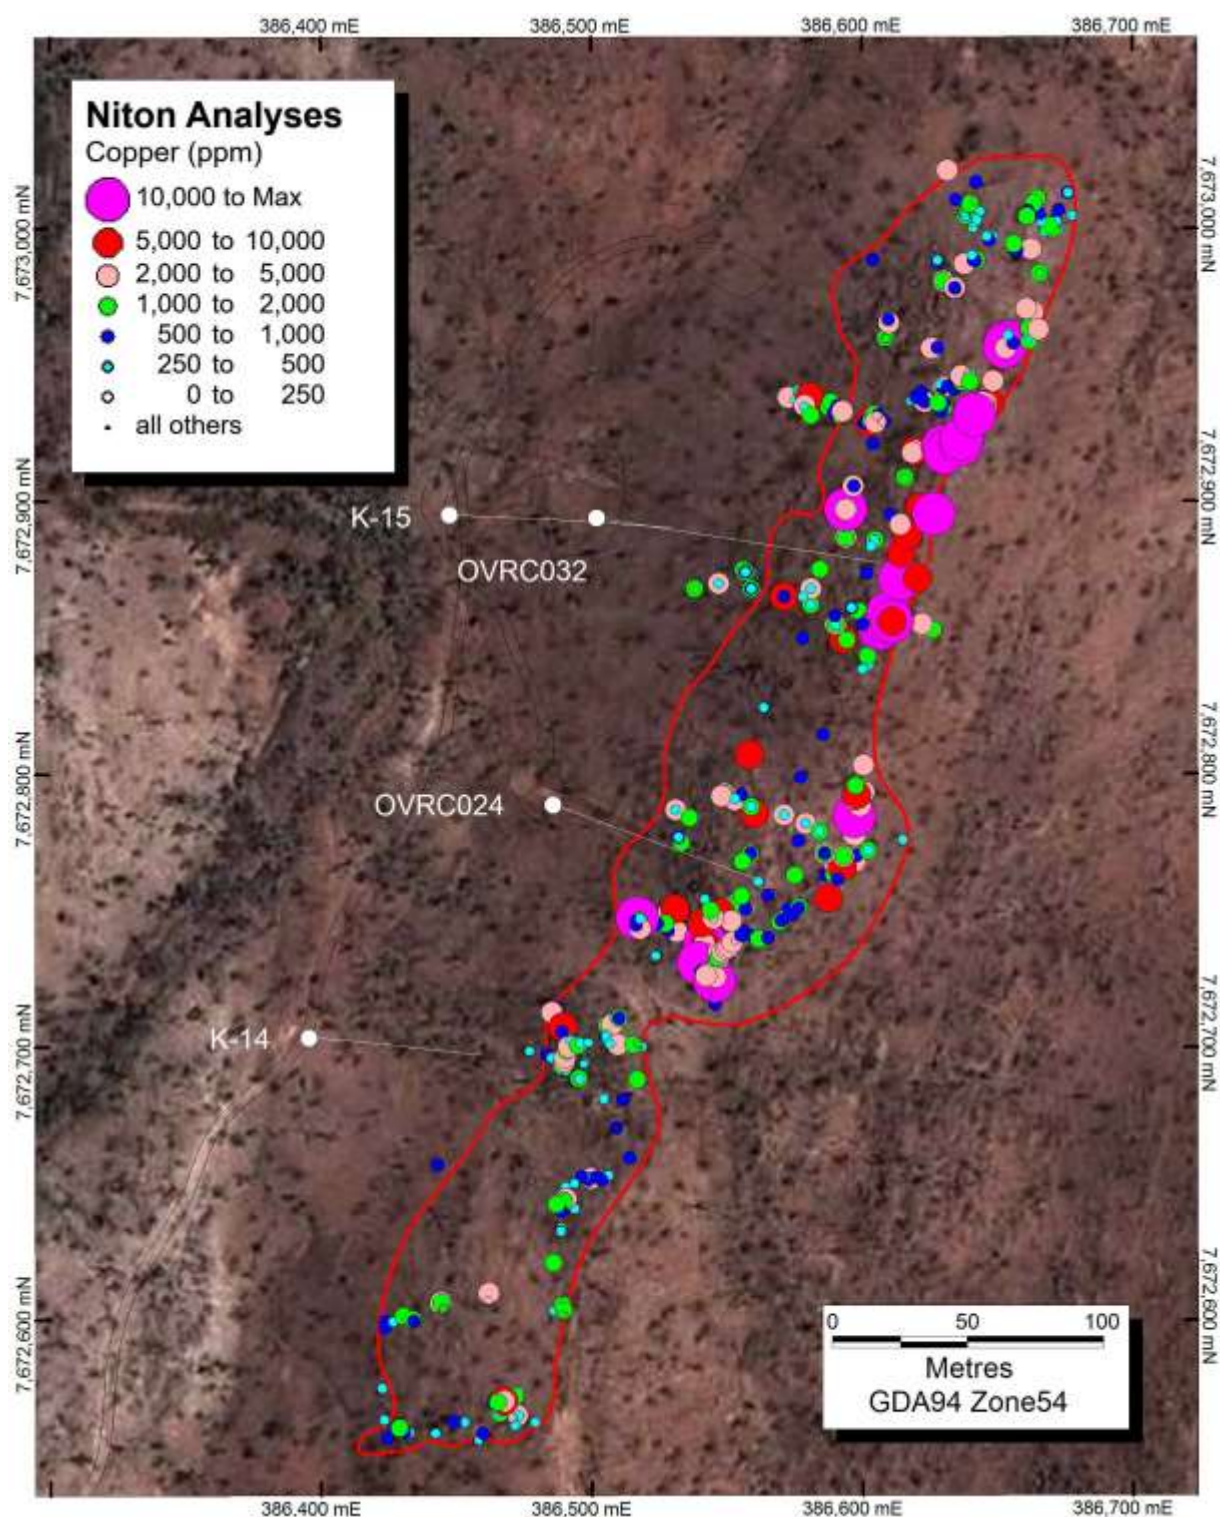 386,400 mE 386,500 mE 386,600 mE 386,700 mE
Niton Analyses
Copper (ppm)
10,000 to Max
5,000 to 10,000
2,000 to 5,000
1,000 to 2,000
500 to 1,000
250 to 500
0 to 250
all others
7,673,000 mN
7,673,000 mN
7,672,900 mN
7,672,900 mN
K-15
OVRC032
7,672,800 mN
7,672,800 mN
OVRC024
7,672,700 mN
7,672,700 mN
K-14
7,672,600 mN
7,672,600 mN
0 50 100
Metres
GDA94 Zone54
386,400 mE 386,500 mE 386,600 mE 386,700 mE